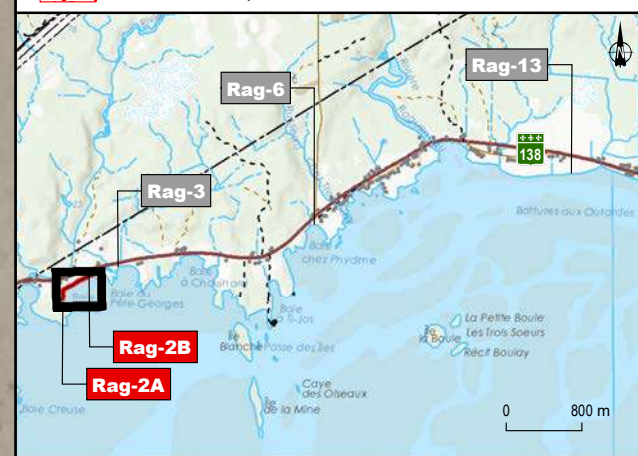 Rag-13
Rag-6
138
Rag-3
Battures aux Outardes
Baie
chez Phydime
Baie
à Chouinard
Baie du
Père-Georges
Baie
à Ti-Jos
Rag-2B
Rag-2A
Île
Blanche
Passe des Îles
Île
la Boule
La Petite Boule
Les Trois Soeurs
Récif Boulay
Caye
des Oiseaux
Île
de la Mine
Baie Creuse
0 800 m